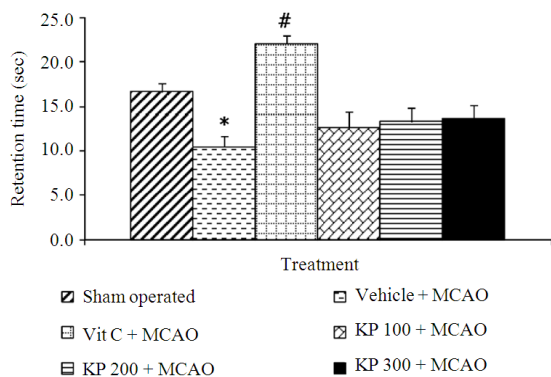 25.0
20.0
15.0
10.0
5.0
0.0
Retention time (sec)
*
#
Treatment
Sham operated
Vehicle + MCAO
Vit C + MCAO
KP 100 + MCAO
KP 200 + MCAO
KP 300 + MCAO